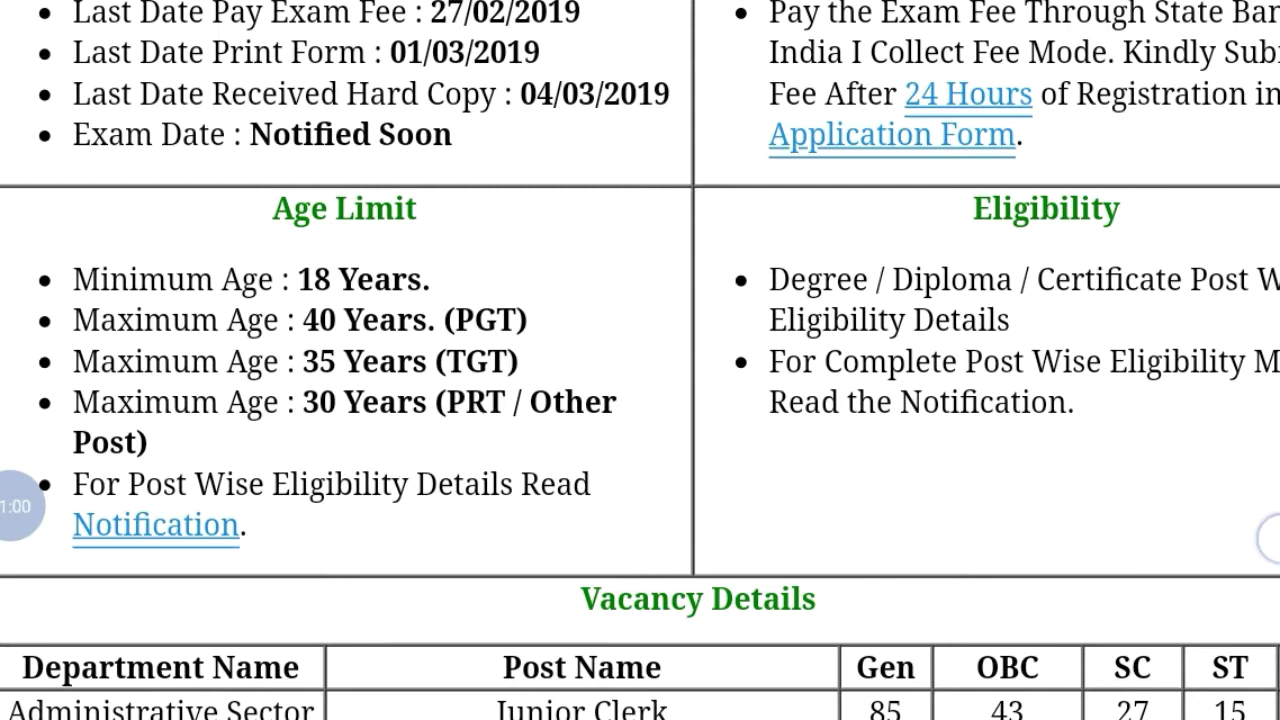 Last Date Pay Exam Fee : 27/02/2019
Last Date Print Form : 01/03/2019
Last Date Received Hard Copy : 04/03/2019
Exam Date : Notified Soon
Pay the Exam Fee Through State
India I Collect Fee Mode. Kindly
Fee After 24 Hours of Registration in
Application Form.
Age Limit
Minimum Age : 18 Years.
Maximum Age : 40 Years. (PGT)
Maximum Age : 35 Years (TGT)
Maximum Age : 30 Years (PRT / Other
Post)
For Post Wise Eligibility Details Read
Notification.
1:00
Eligibility
Degree / Diploma / Certificate Post
Eligibility Details
For Complete Post Wise Eligibility
Read the Notification.
Vacancy Details
Department Name Post Name Gen OBC SC ST
Administrative Sector Junior Clerk 85 43 27 15